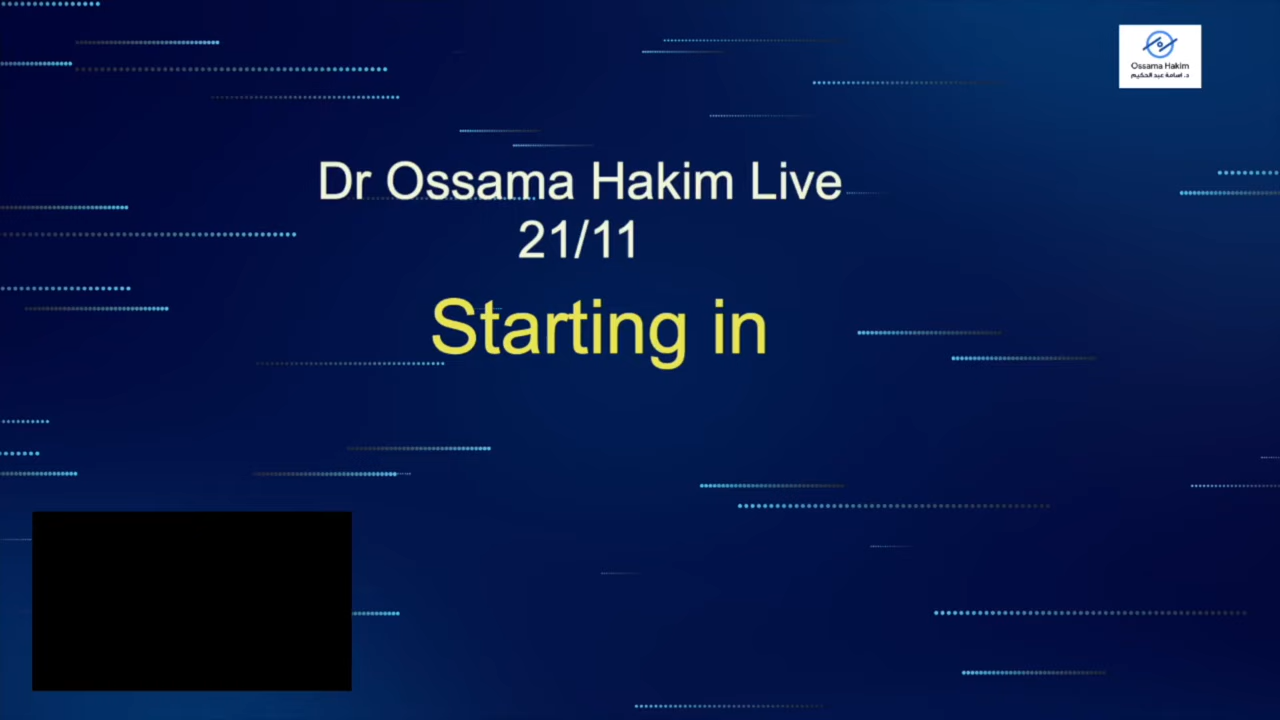 Ossama Hakim
د. اسامة عبد الحكيم
Dr Ossama Hakim Live
21/11
Starting in